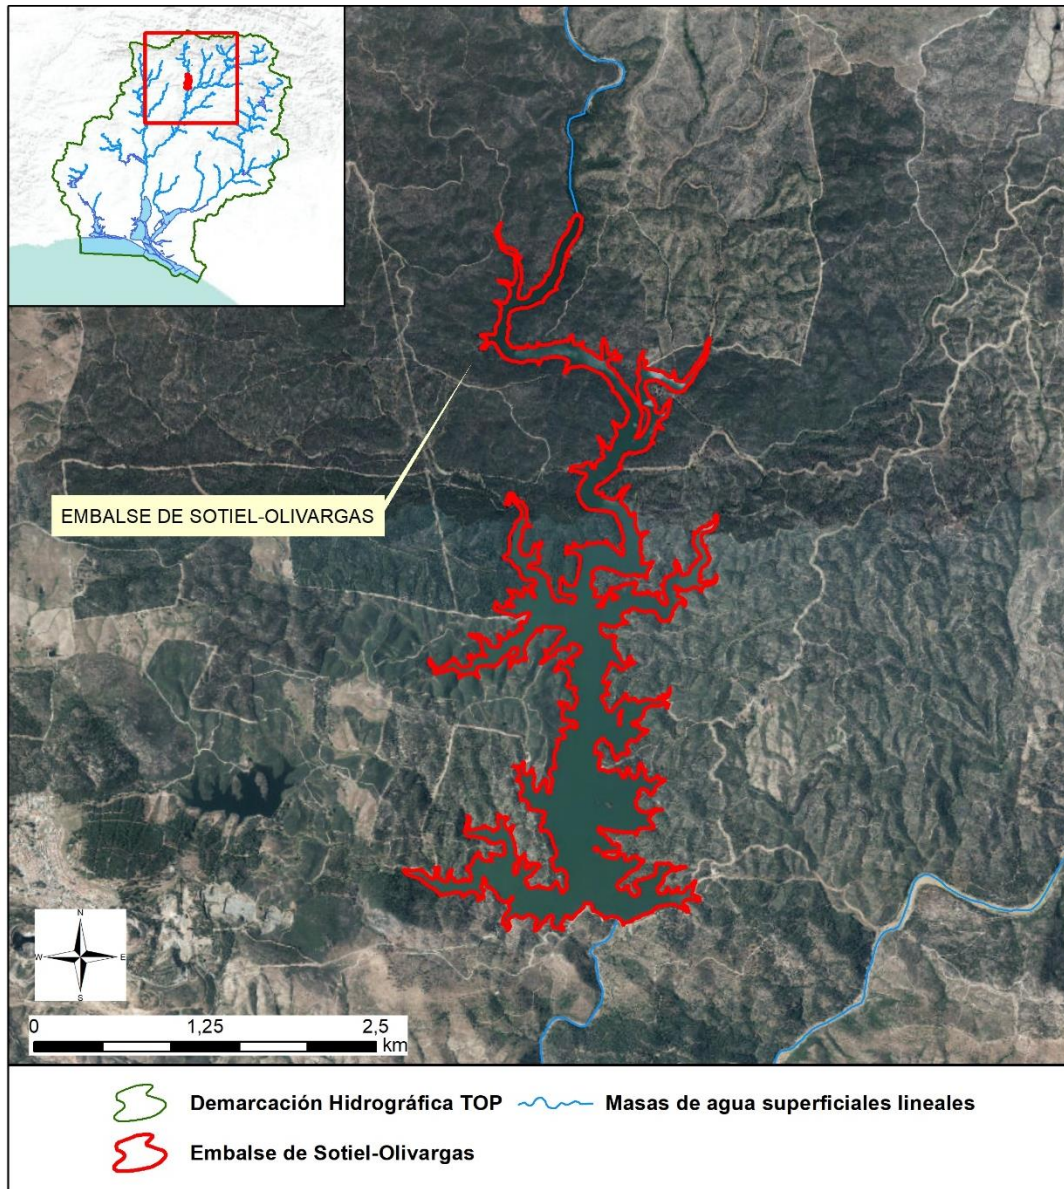 EMBALSE DE SOTIEL-OLIVARGAS
N
W E
S
0 1,25 2,5
km
Demarcación Hidrográfica TOP Masas de agua superficiales lineales
Embalse de Sotiel-Olivargas